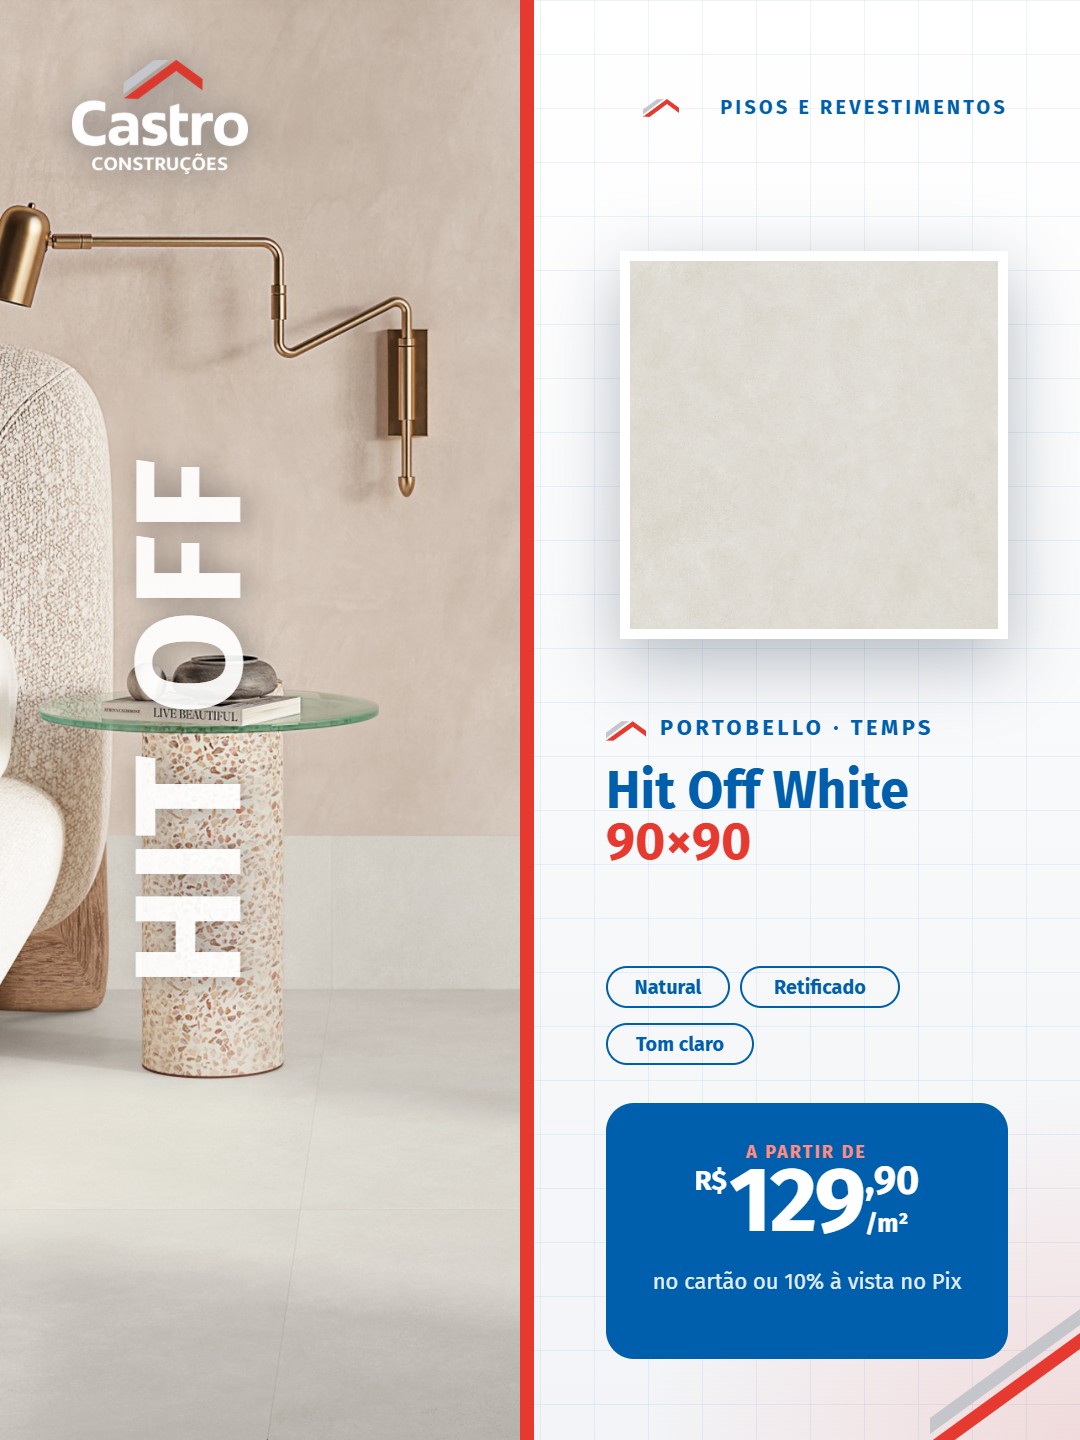 Castro
CONSTRUÇÕES
HIT OFF
LIVE BEAUTIFUL
PISOS E REVESTIMENTOS
PORTOBELLO · TEMPS
Hit Off White
90×90
Natural
Retificado
Tom claro
A PARTIR DE
R$129,90
/m²
no cartão ou 10% à vista no Pix